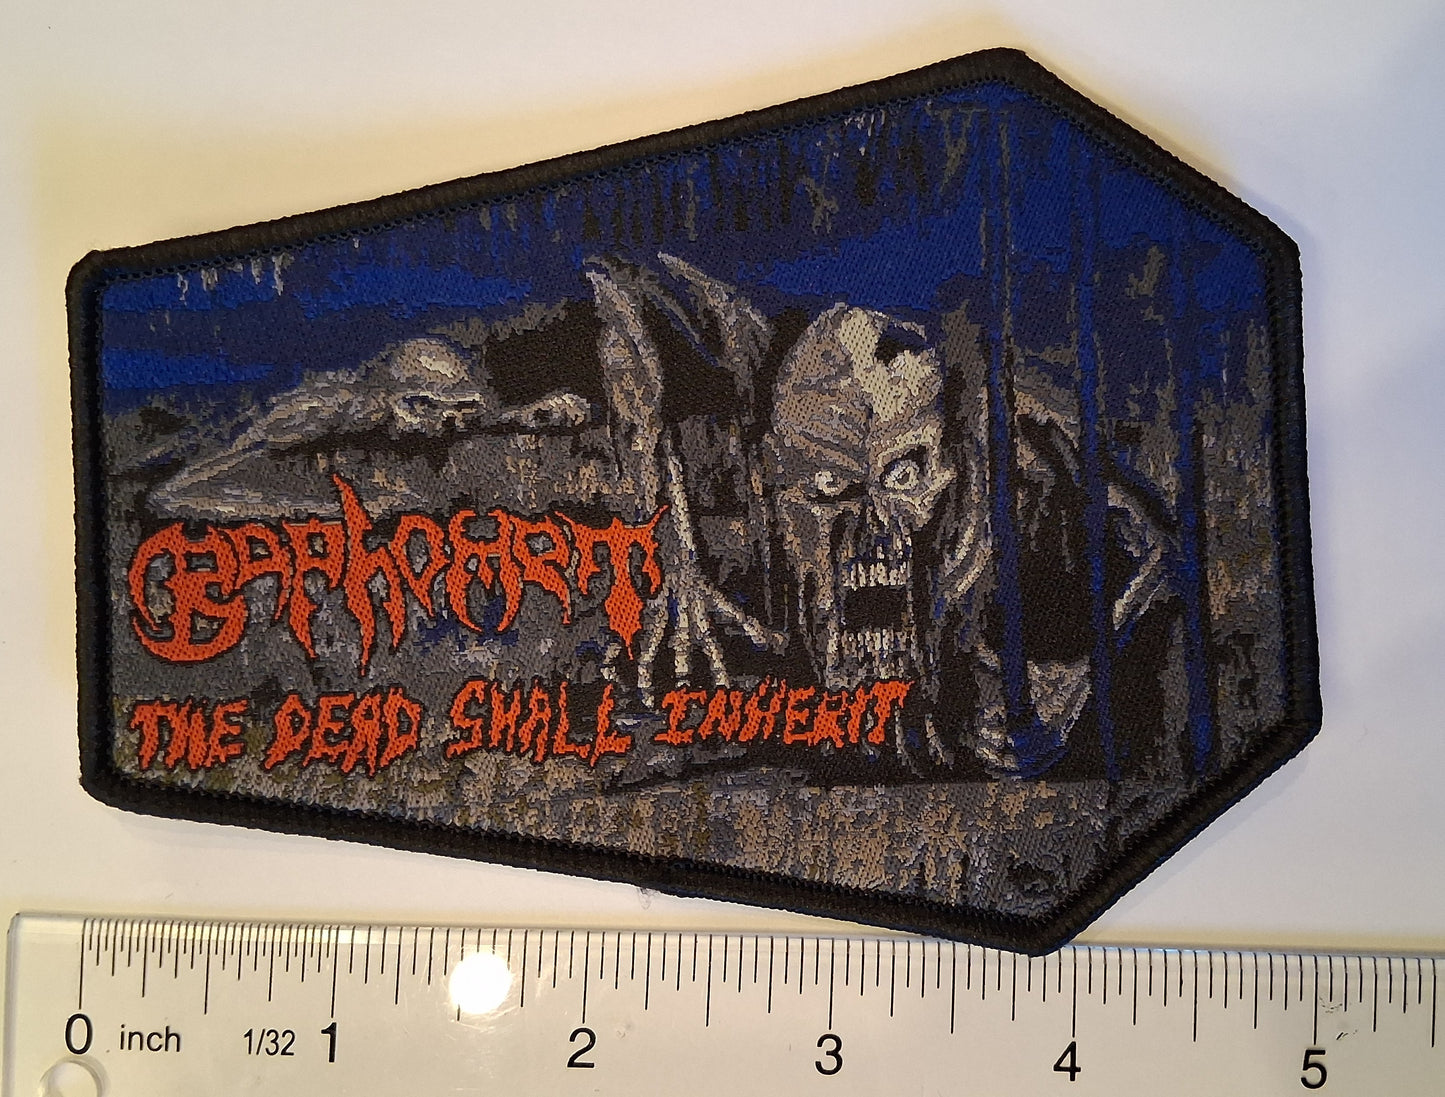 Baphomet
THE DEAD SHALL INHERIT
0 inch 1/32 1 2 3 4 5